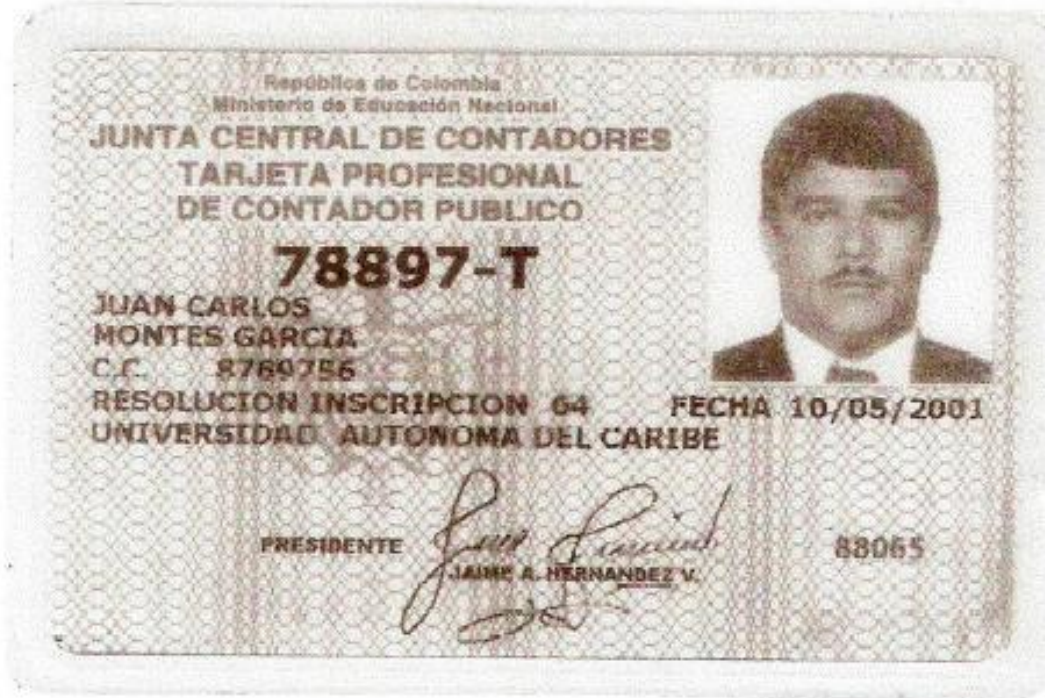 República de Colombia
Ministerio de Educación Nacional
JUNTA CENTRAL DE CONTADORES
TARJETA PROFESIONAL
DE CONTADOR PUBLICO
78897-T
JUAN CARLOS
MONTES GARCIA
C.C. 8769756
RESOLUCION INSCRIPCION 64 FECHA 10/05/2001
UNIVERSIDAD AUTONOMA DEL CARIBE
PRESIDENTE
JAIME A. HERNANDEZ V.
88065